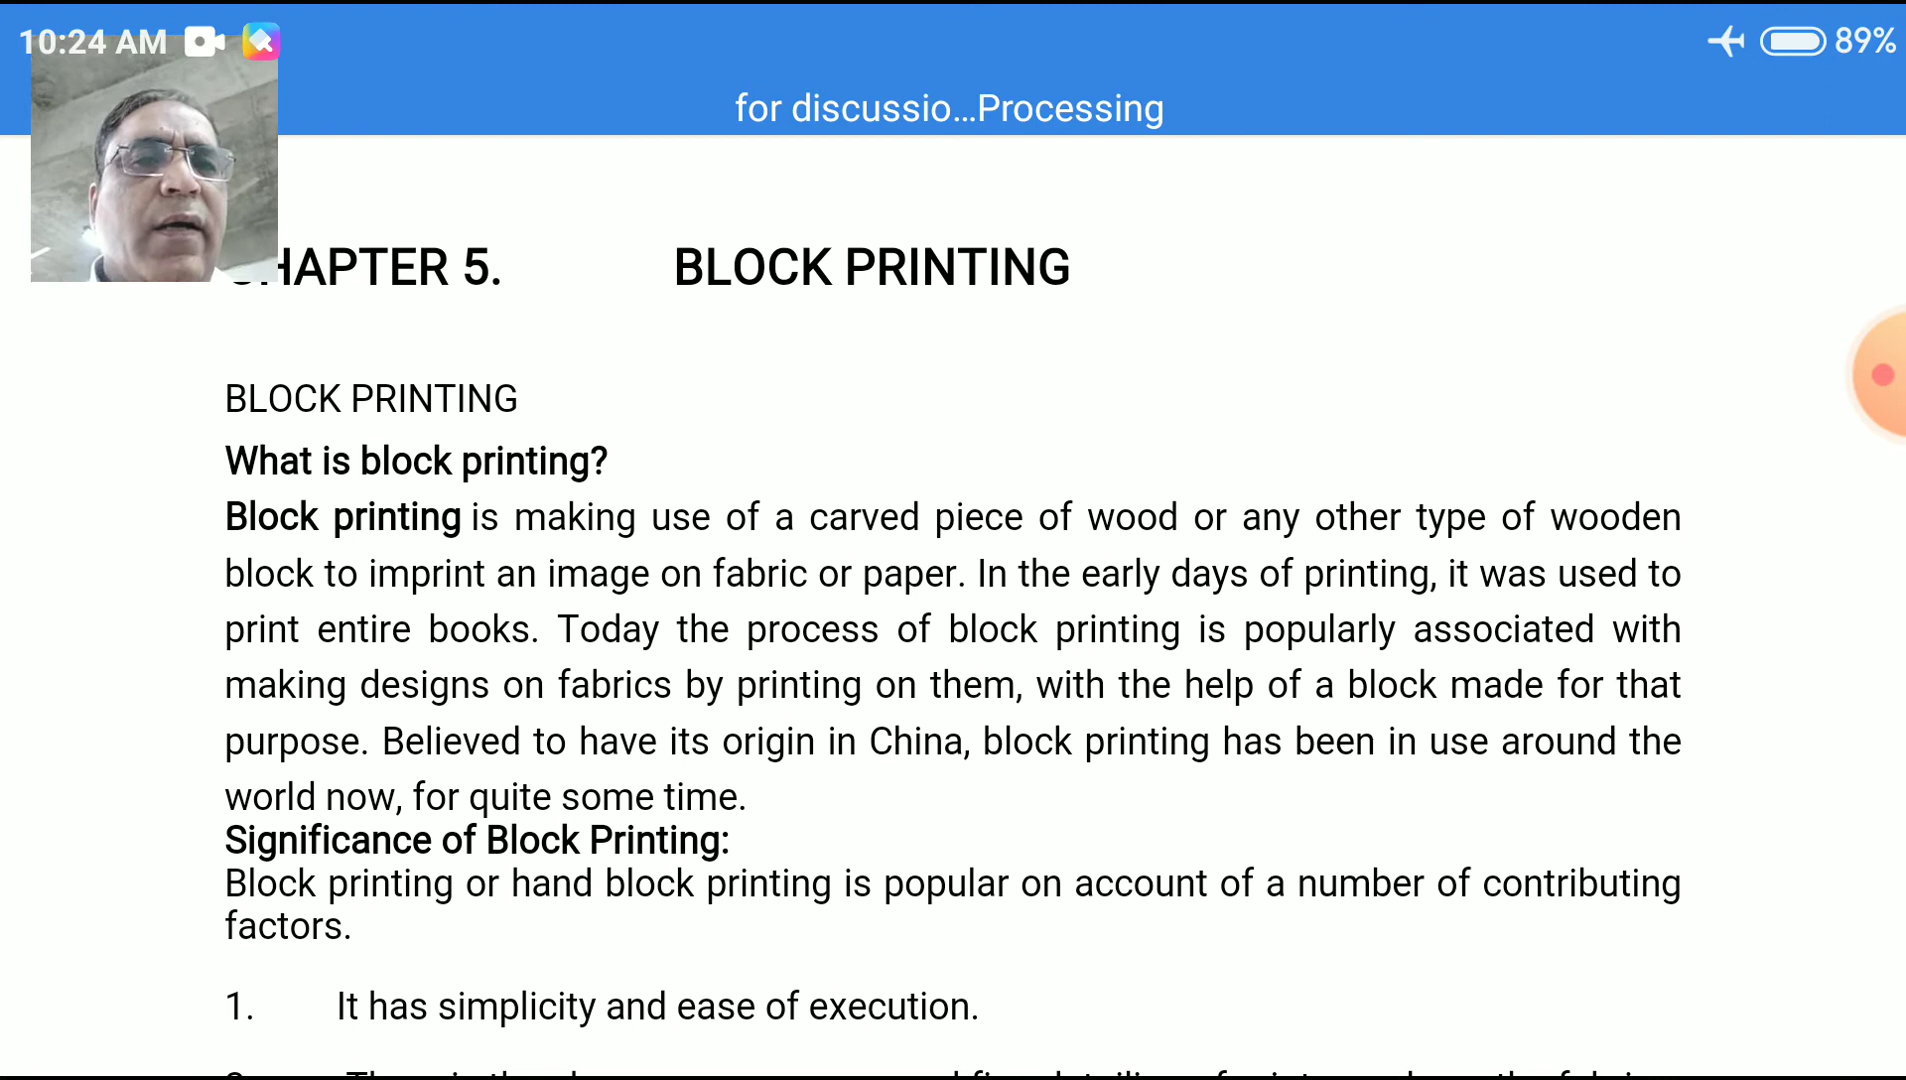 10:24 AM
89%
for discussio...Processing
CHAPTER 5. BLOCK PRINTING
BLOCK PRINTING
What is block printing?
Block printing is making use of a carved piece of wood or any other type of wooden
block to imprint an image on fabric or paper. In the early days of printing, it was used to
print entire books. Today the process of block printing is popularly associated with
making designs on fabrics by printing on them, with the help of a block made for that
purpose. Believed to have its origin in China, block printing has been in use around the
world now, for quite some time.
Significance of Block Printing:
Block printing or hand block printing is popular on account of a number of contributing
factors.
1. It has simplicity and ease of execution.